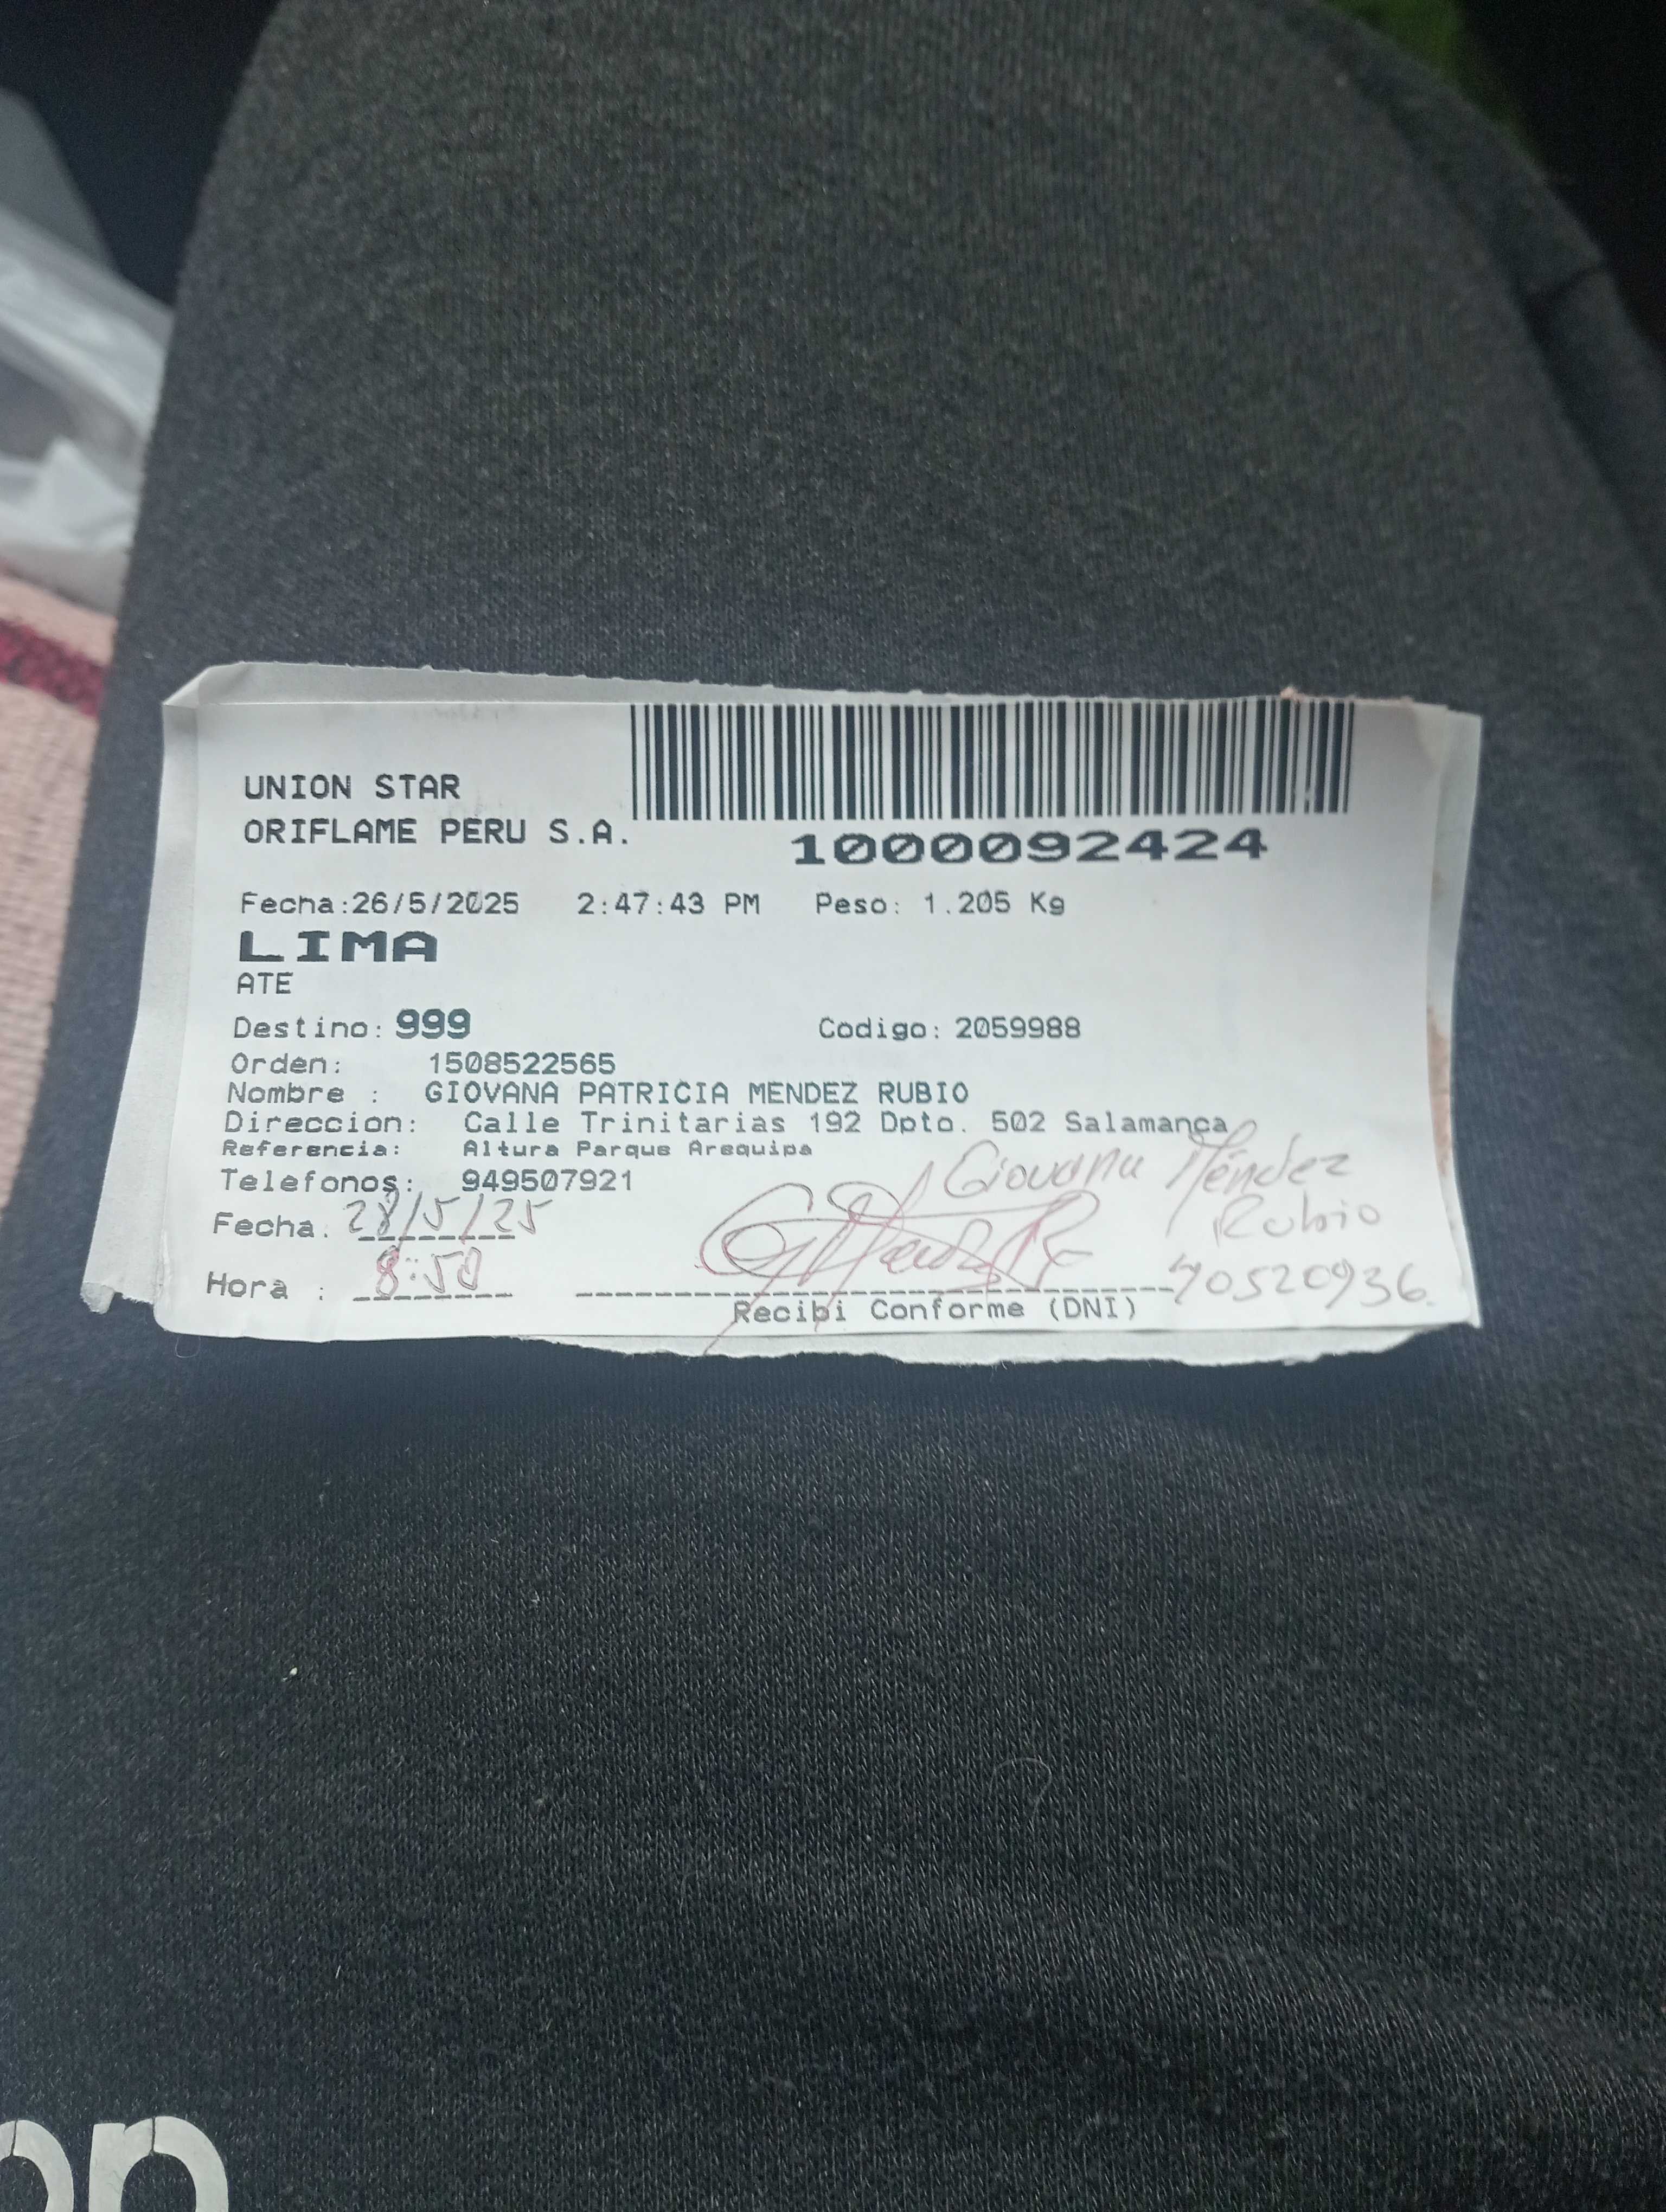 UNION STAR
ORIFLAME PERU S.A.
1000092424
Fecha:26/5/2025 2:47:43 PM Peso: 1.205 Kg
LIMA
ATE
Destino: 999 Codigo: 2059988
Orden: 1508522565
Nombre : GIOVANA PATRICIA MENDEZ RUBIO
Direccion: Calle Trinitarias 192 Dpto. 502 Salamanca
Referencia: Altura Parque Arequipa
Telefonos: 949507921
Giovana Méndez
Rubio
Fecha: 28/5/25
Hora : 8:50
70520936.
Recibi Conforme (DNI)